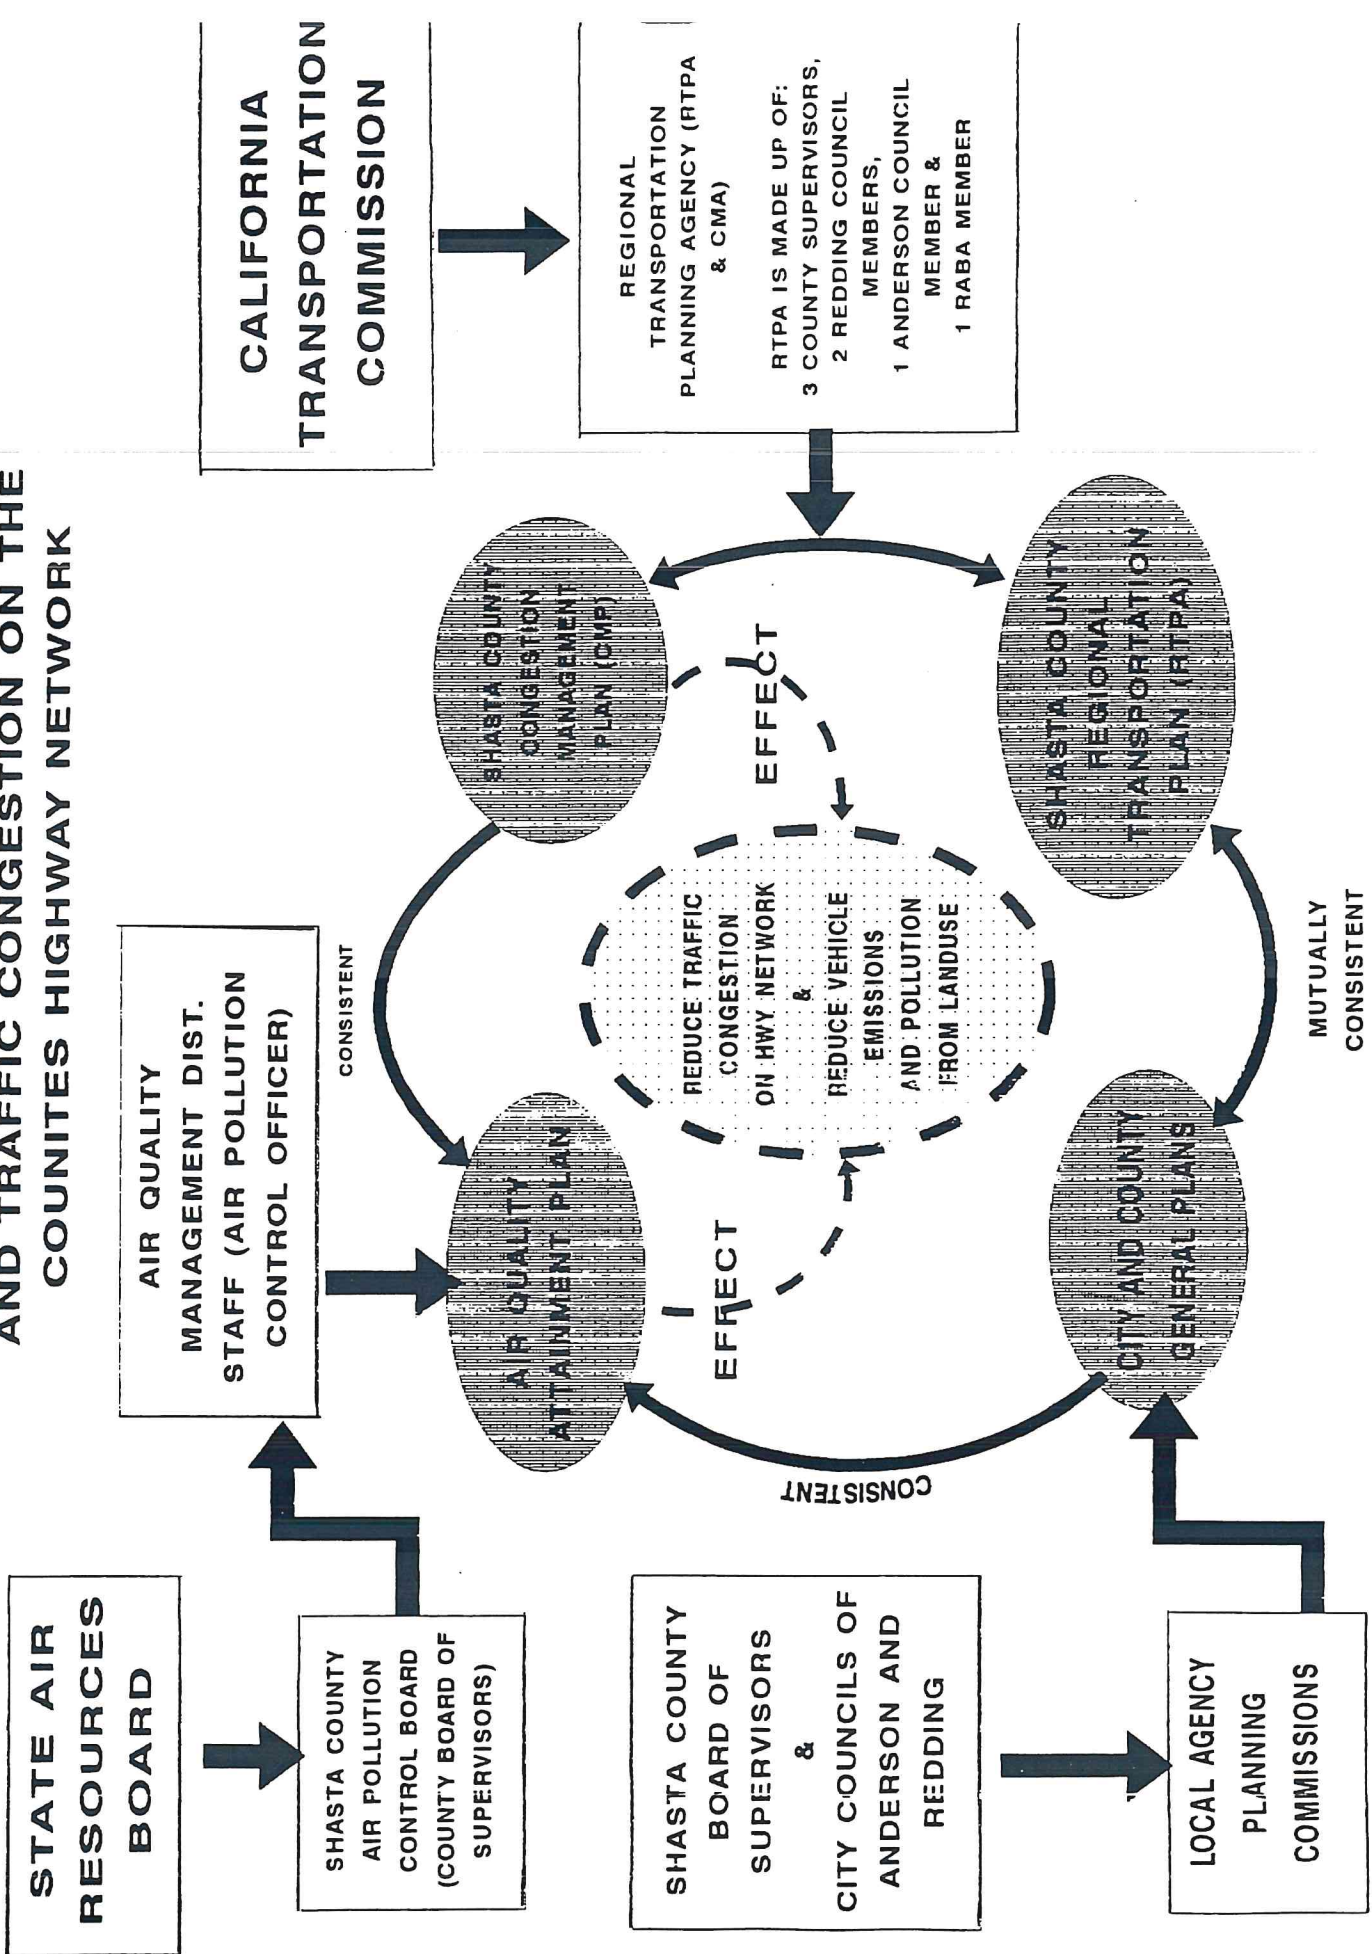 AND TRAFFIC CONGESTION ON THE
COUNITES HIGHWAY NETWORK
STATE AIR
RESOURCES
BOARD
AIR QUALITY
MANAGEMENT DIST.
STAFF (AIR POLLUTION
CONTROL OFFICER)
CALIFORNIA
TRANSPORTATION
COMMISSION
SHASTA COUNTY
AIR POLLUTION
CONTROL BOARD
(COUNTY BOARD OF
SUPERVISORS)
CONSISTENT
AIR QUALITY
ATTAINMENT PLAN
SHASTA COUNTY
CONGESTION
MANAGEMENT
PLAN (CMP)
REGIONAL
TRANSPORTATION
PLANNING AGENCY (RTPA
& CMA)
RTPA IS MADE UP OF:
3 COUNTY SUPERVISORS,
2 REDDING COUNCIL
MEMBERS,
1 ANDERSON COUNCIL
MEMBER &
1 RABA MEMBER
EFFECT
EFFECT
REDUCE TRAFFIC
CONGESTION
ON HWY NETWORK
&
REDUCE VEHICLE
EMISSIONS
AND POLLUTION
FROM LANDUSE
SHASTA COUNTY
BOARD OF
SUPERVISORS
&
CITY COUNCILS OF
ANDERSON AND
REDDING
CONSISTENT
CITY AND COUNTY
GENERAL PLANS
SHASTA COUNTY
REGIONAL
TRANSPORTATION
PLAN (RTPA)
LOCAL AGENCY
PLANNING
COMMISSIONS
MUTUALLY
CONSISTENT